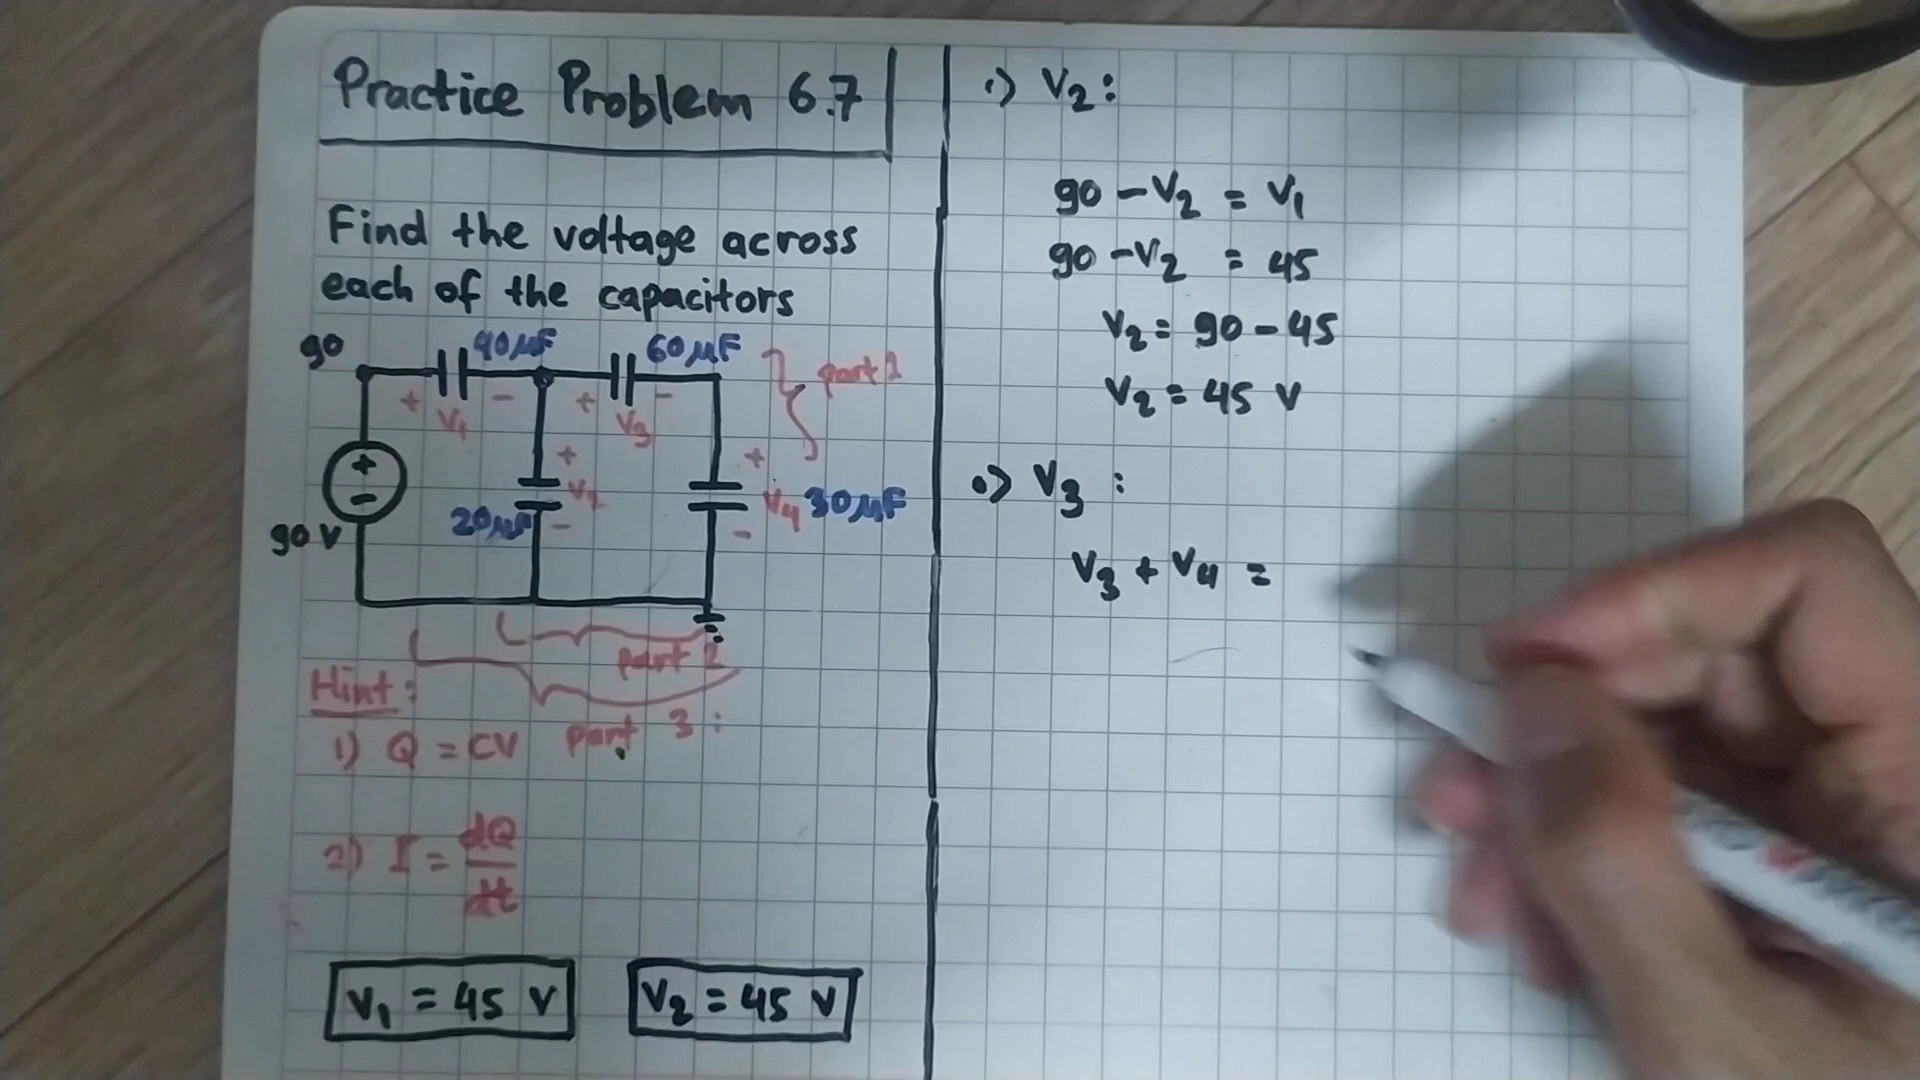 Practice Problem 6.7
Find the voltage across
each of the capacitors
90
40μF
60μF
part 1
+ V1 -
+ V3 -
+
-
90 V
+
V2
-
20μF
+
V4
-
30μF
part 2
part 3:
Hint:
1) Q = CV
2) I = dQ/dt
V1 = 45 V
V2 = 45 V
•) V2:
90 - V2 = V1
90 - V2 = 45
V2 = 90 - 45
V2 = 45 V
•) V3:
V3 + V4 =